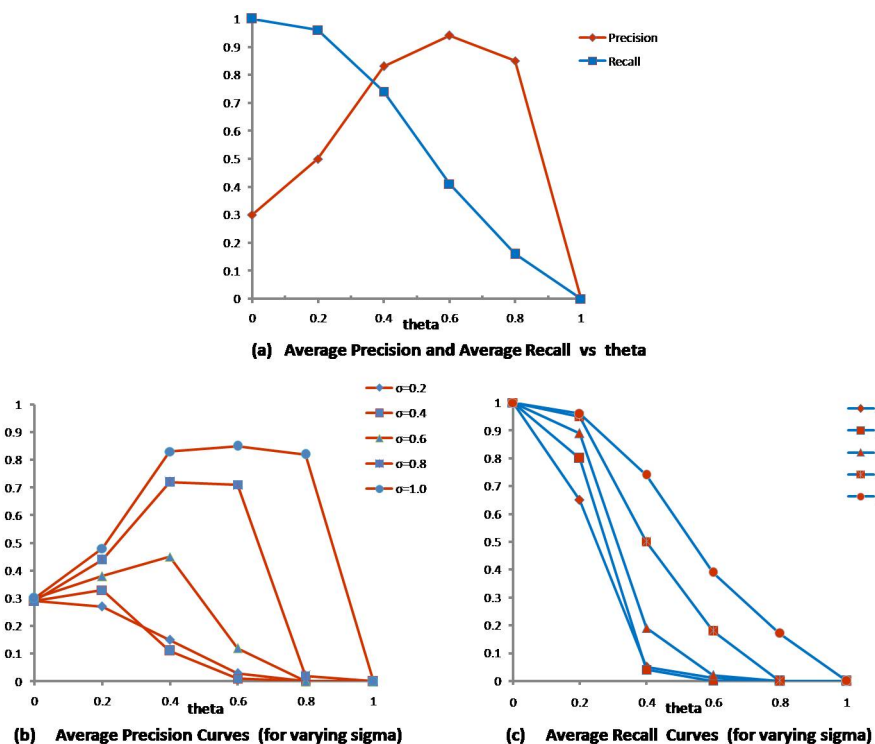 1
0.9
0.8
0.7
0.6
0.5
0.4
0.3
0.2
0.1
0
0 0.2 0.4 0.6 0.8 1
theta
Precision
Recall
(a) Average Precision and Average Recall vs theta
1
0.9
0.8
0.7
0.6
0.5
0.4
0.3
0.2
0.1
0
0 0.2 0.4 0.6 0.8 1
theta
σ=0.2
σ=0.4
σ=0.6
σ=0.8
σ=1.0
(b) Average Precision Curves (for varying sigma)
1
0.9
0.8
0.7
0.6
0.5
0.4
0.3
0.2
0.1
0
0 0.2 0.4 0.6 0.8 1
theta
(c) Average Recall Curves (for varying sigma)